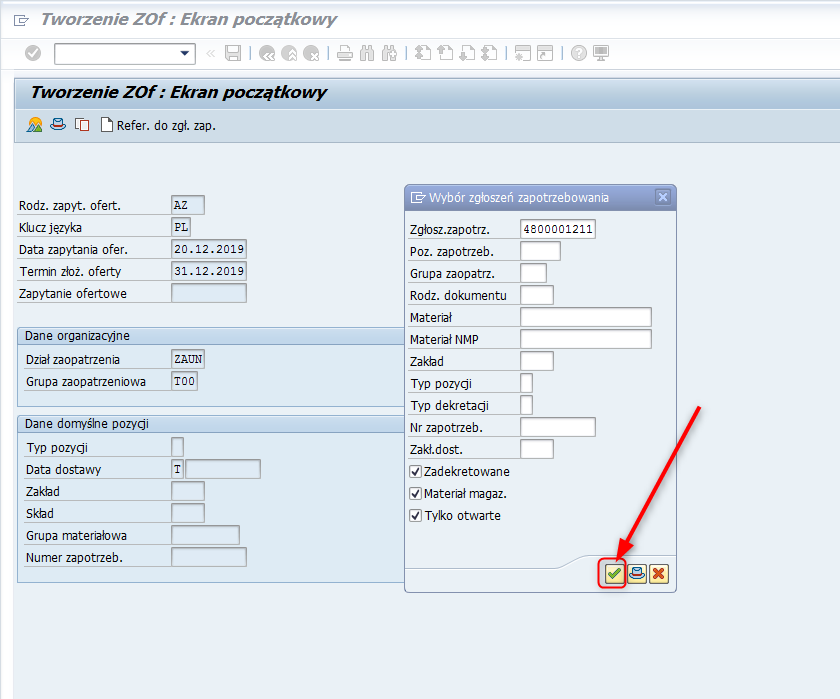 Tworzenie ZOf : Ekran początkowy
Tworzenie ZOf : Ekran początkowy
Refer. do zgł. zap.
Rodz. zapyt. ofert. AZ
Klucz języka PL
Data zapytania ofer. 20.12.2019
Termin złoż. oferty 31.12.2019
Zapytanie ofertowe
Dane organizacyjne
Dział zaopatrzenia ZAUN
Grupa zaopatrzeniowa T00
Dane domyślne pozycji
Typ pozycji
Data dostawy T
Zakład
Skład
Grupa materiałowa
Numer zapotrzeb.
Wybór zgłoszeń zapotrzebowania
Zgłosz.zapotrz. 4800001211
Poz. zapotrzeb.
Grupa zaopatrz.
Rodz. dokumentu
Materiał
Materiał NMP
Zakład
Typ pozycji
Typ dekretacji
Nr zapotrzeb.
Zakł.dost.
Zadekretowane
Materiał magaz.
Tylko otwarte